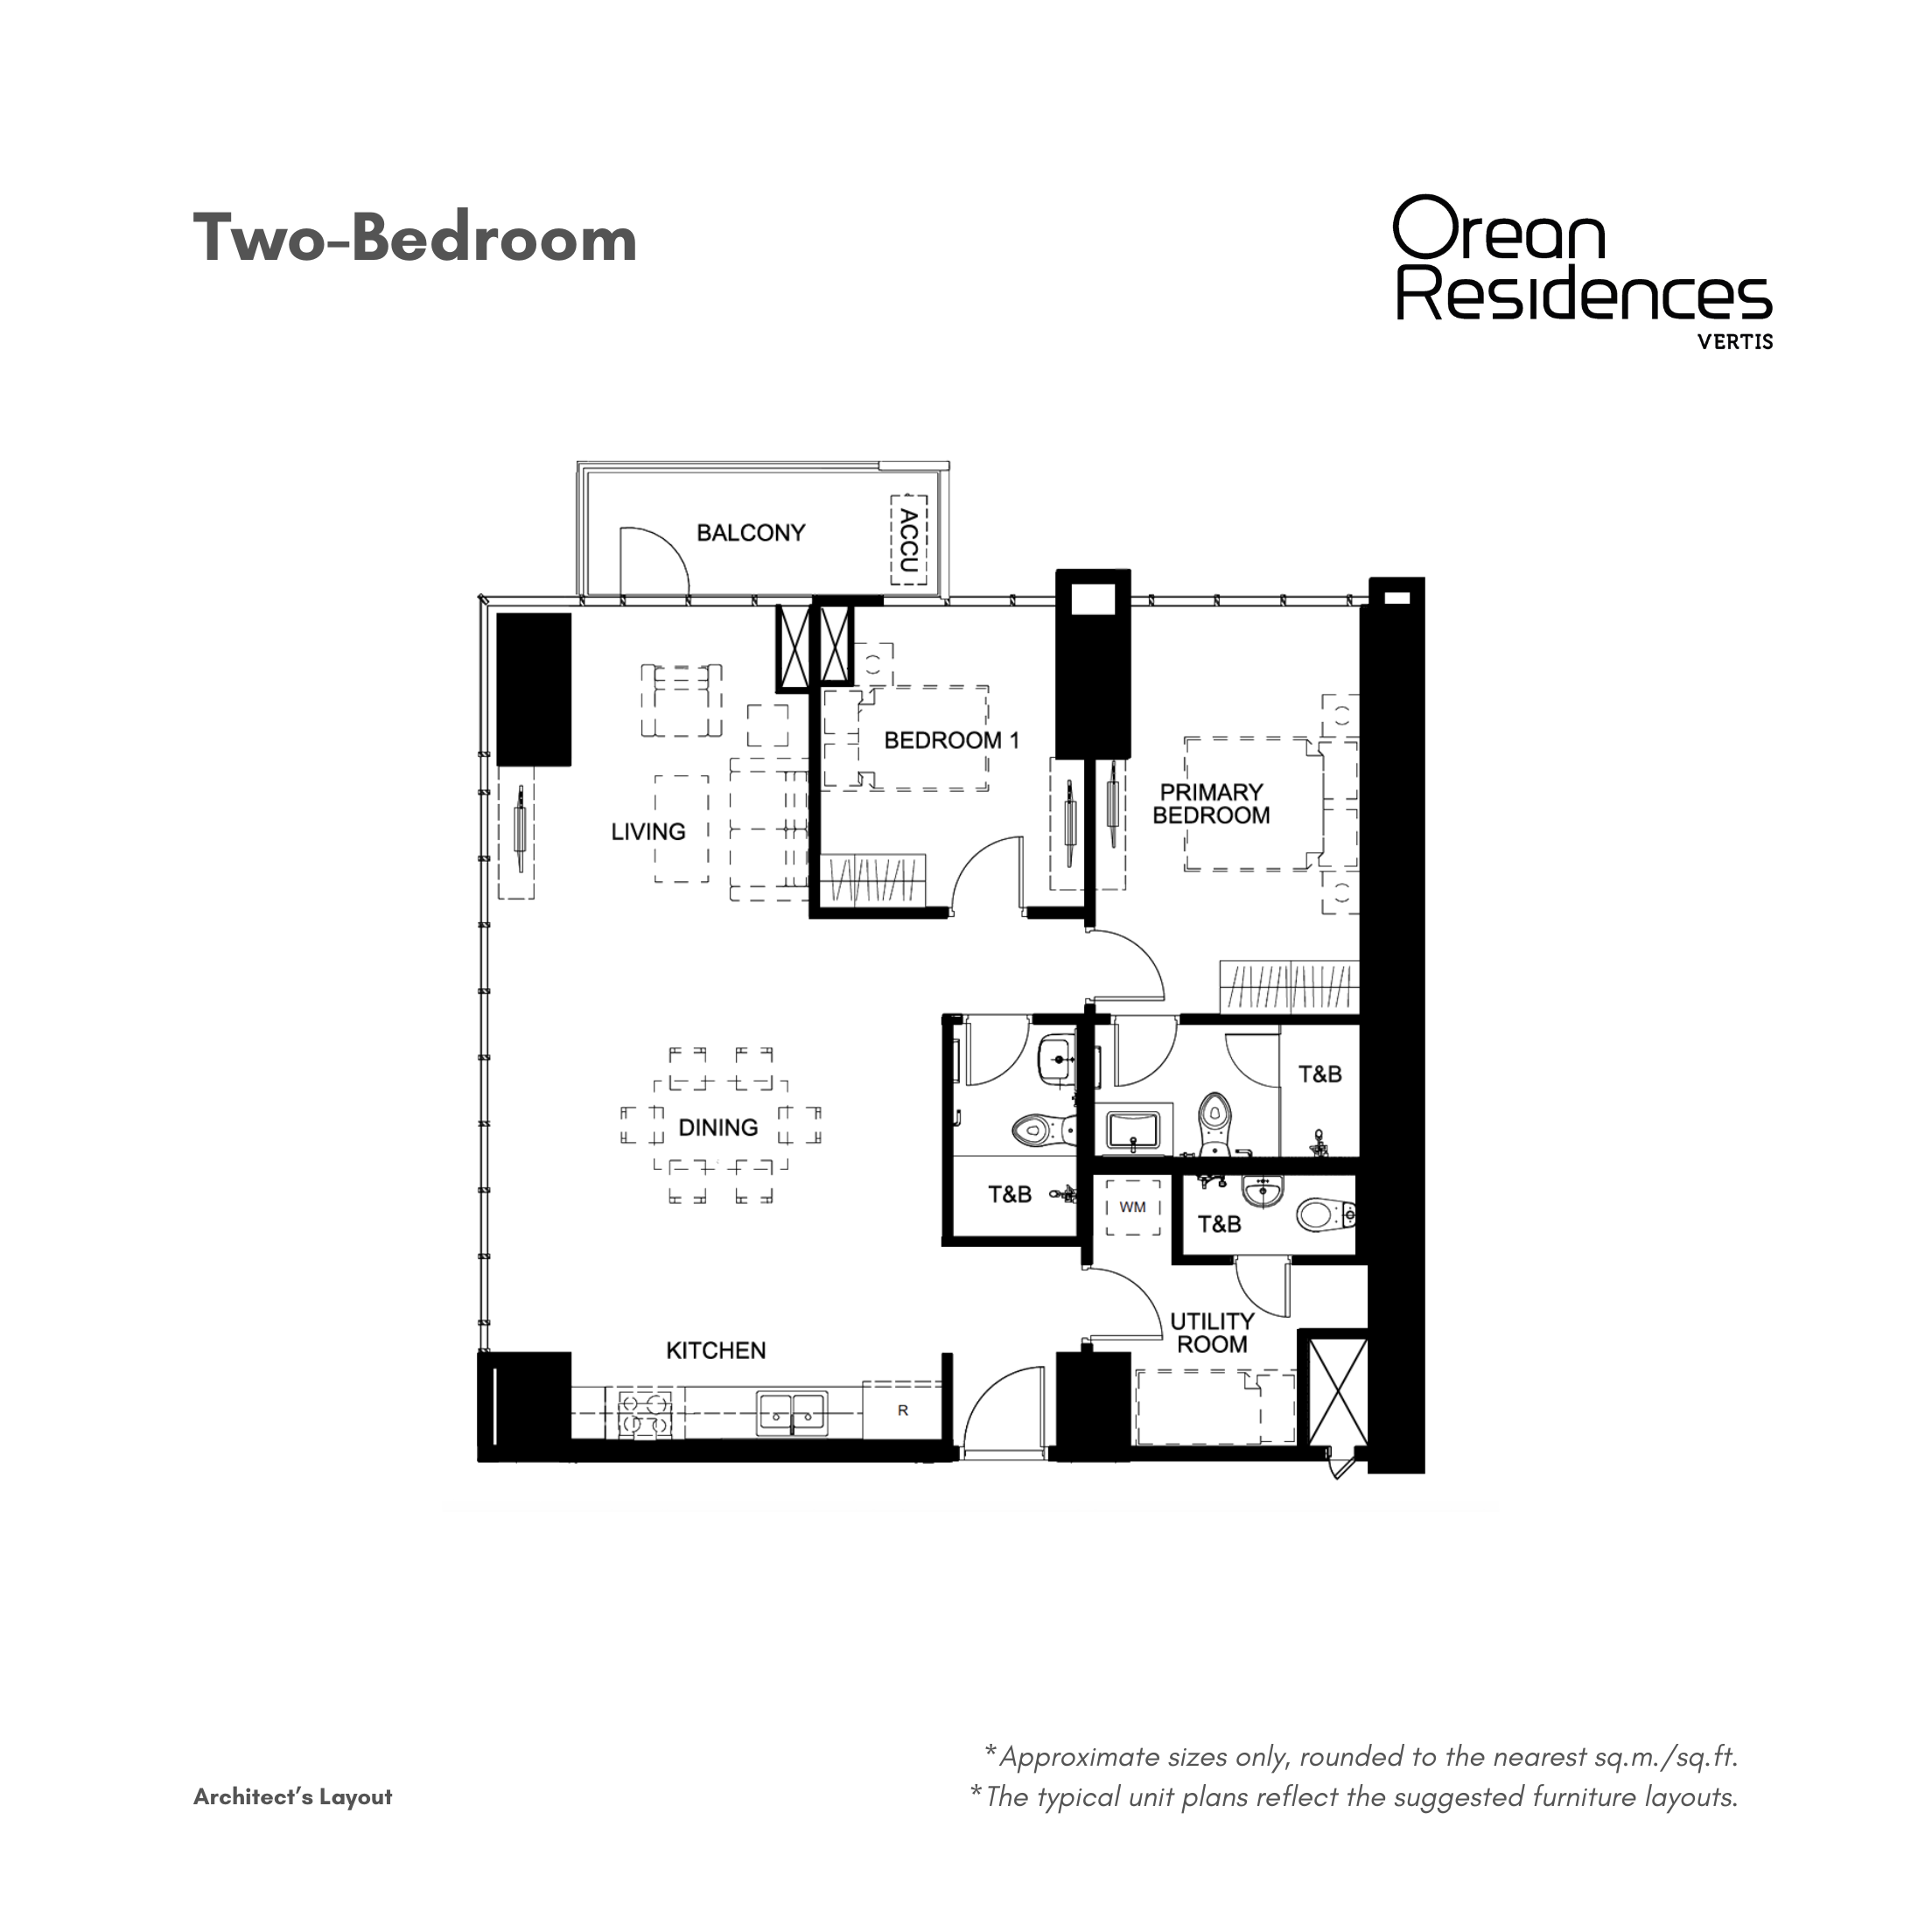 Two-Bedroom
Orean
Residences
VERTIS
BALCONY
ACCU
BEDROOM 1
PRIMARY
BEDROOM
LIVING
T&B
DINING
T&B
WM
T&B
UTILITY
ROOM
KITCHEN
R
*Approximate sizes only, rounded to the nearest sq.m./sq.ft.
*The typical unit plans reflect the suggested furniture layouts.
Architect’s Layout